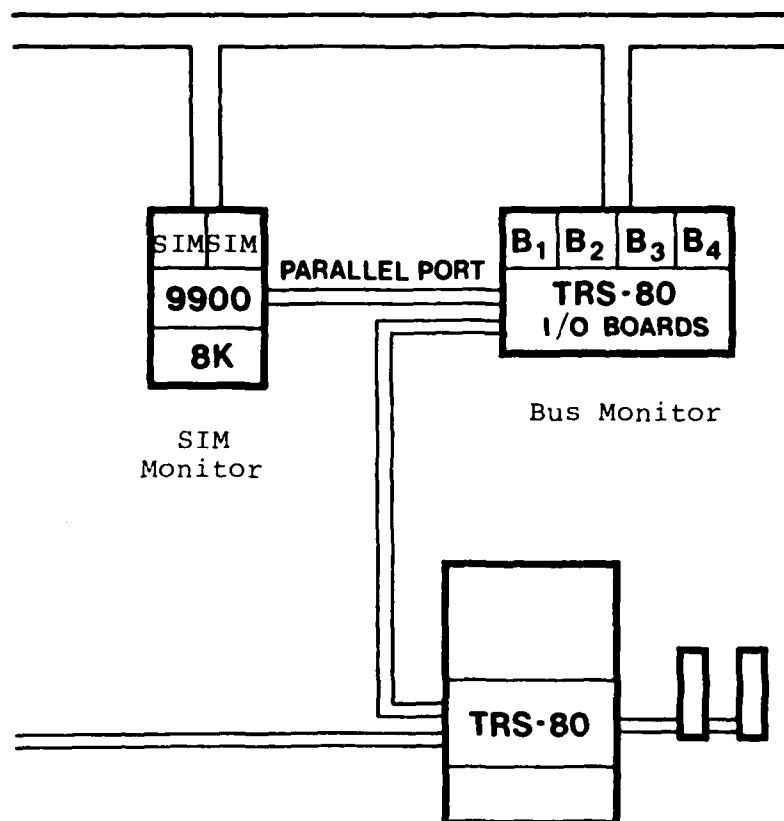 SIM SIM
9900
8K
SIM
Monitor
PARALLEL PORT
B₁ B₂ B₃ B₄
TRS-80
I/O BOARDS
Bus Monitor
TRS-80